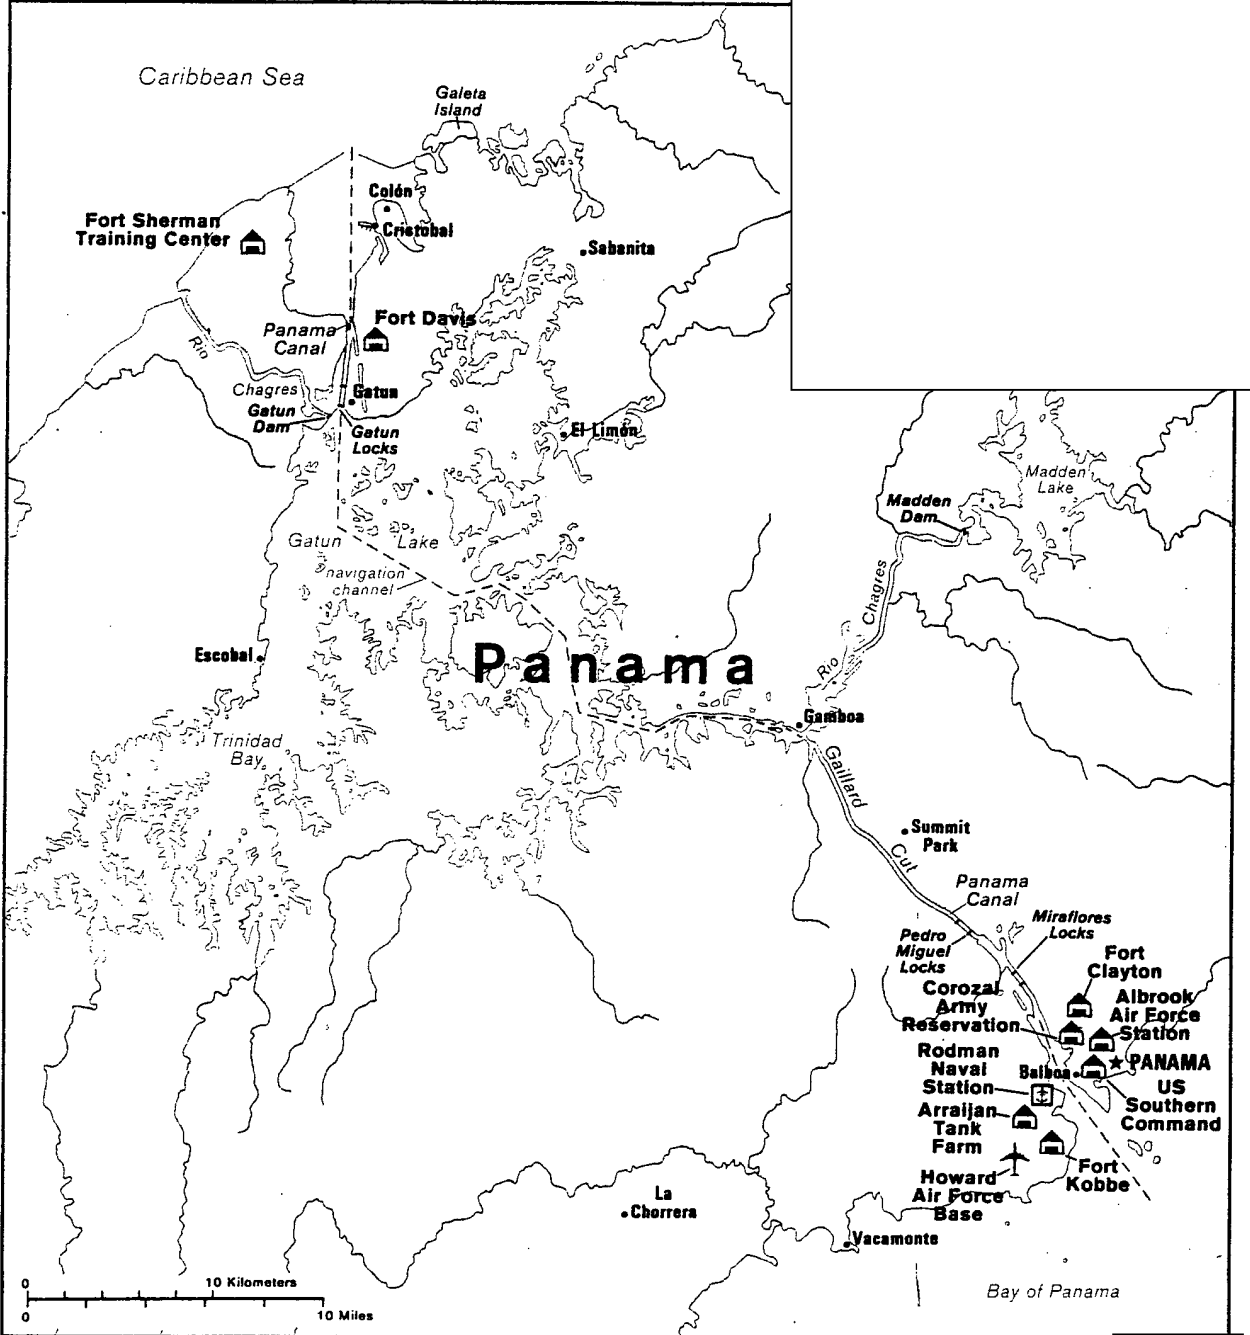 Caribbean Sea
Galeta
Island
Colón
Cristobal
Fort Sherman
Training Center
Sabanita
Fort Davis
Panama
Canal
Rio
Chagres
Gatun
Gatun
Dam
Gatun
Locks
El Limón
Madden
Lake
Madden
Dam
Gatun Lake
navigation
channel
Chagres
Rio
Escobal
Panama
Gamboa
Trinidad
Bay
Gaillard
Cut
Summit
Park
Panama
Canal
Miraflores
Locks
Pedro
Miguel
Locks
Fort
Clayton
Corozal
Army
Reservation
Albrook
Air Force
Station
Rodman
Naval
Station
Balboa
PANAMA
US
Southern
Command
Arraijan
Tank
Farm
Howard
Air Force
Base
Fort
Kobbe
La
Chorrera
Vacamonte
Bay of Panama
0 10 Kilometers
0 10 Miles